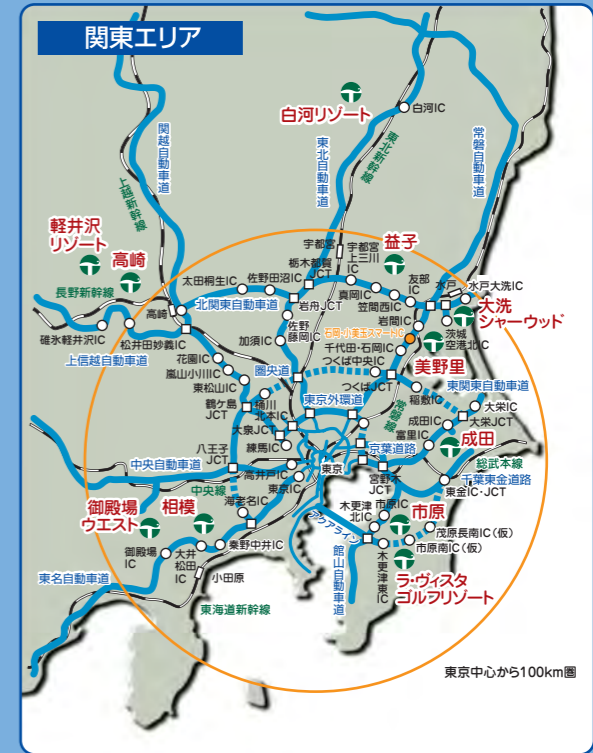 関東エリア
白河リゾート
白河IC
関越自動車道
上越新幹線
東北自動車道
東北新幹線
常磐自動車道
軽井沢
リゾート
高崎
長野新幹線
宇都宮
宇都宮
上三川
IC
益子
栃木都賀
JCT
太田桐生IC
佐野田沼IC
真岡IC
友部
IC
水戸
水戸大洗IC
高崎
北関東自動車道
岩舟JCT
笠間西IC
大洗
シャーウッド
碓氷軽井沢IC
松井田妙義IC
佐野
藤岡IC
岩間IC
石岡・小美玉スマートIC
茨城
空港北IC
上信越自動車道
加須IC
千代田・石岡IC
美野里
花園IC
嵐山小川IC
圏央道
つくば中央IC
東松山IC
つくばJCT
東関東自動車道
鶴ヶ島
JCT
桶川
北本IC
東京外環道
常磐線
稲敷IC
大栄IC
大泉JCT
成田IC
大栄JCT
八王子
JCT
練馬IC
京葉道路
富里IC
成田
中央自動車道
高井戸IC
東京
総武本線
中央線
東京IC
宮野木
JCT
千葉東金道路
東金IC・JCT
御殿場
ウエスト
相模
海老名IC
木更津
北IC
市原IC
市原
茂原長南IC(仮)
御殿場
IC
大井
松田
IC
秦野中井IC
アクアライン
市原南IC(仮)
東名自動車道
小田原
館山自動車道
木更津東IC
ラ・ヴィスタ
ゴルフリゾート
東海道新幹線
東京中心から100km圏